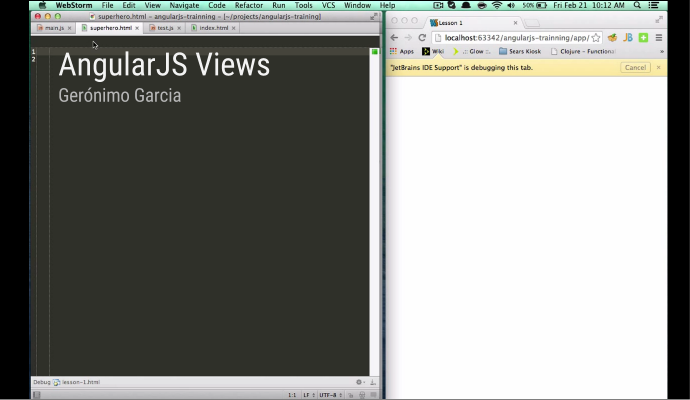 WebStorm File Edit View Navigate Code Refactor Run Tools VCS Window Help 50% Fri Feb 21 10:12 AM
superhero.html – angularjs-trainning – [~/projects/angularjs-training]
main.js superhero.html test.js index.html
1
2
AngularJS Views
Gerónimo Garcia
Debug lesson-1.html
1:1 LF UTF-8
Lesson 1
localhost:63342/angularjs-trainning/app/
JB
Apps Wiki .:: Glow ::. Sears Kiosk Clojure - Function
"JetBrains IDE Support" is debugging this tab. Cancel